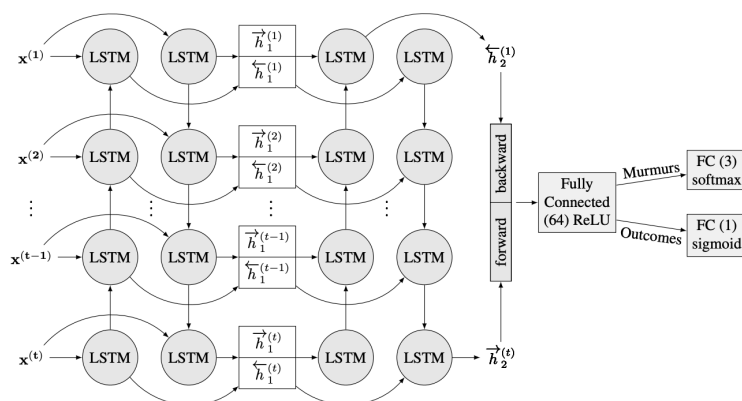 x⁽¹⁾ LSTM LSTM →h₁⁽¹⁾ LSTM LSTM ←h₂⁽¹⁾
←h₁⁽¹⁾
x⁽²⁾ LSTM LSTM →h₁⁽²⁾ LSTM LSTM
←h₁⁽²⁾
⋮ ⋮ ⋮
x⁽ᵗ⁻¹⁾ LSTM LSTM →h₁⁽ᵗ⁻¹⁾ LSTM LSTM
←h₁⁽ᵗ⁻¹⁾
x⁽ᵗ⁾ LSTM LSTM →h₁⁽ᵗ⁾ LSTM LSTM →h₂⁽ᵗ⁾
←h₁⁽ᵗ⁾
backward
forward
Fully
Connected
(64) ReLU
Murmurs
FC (3)
softmax
Outcomes
FC (1)
sigmoid